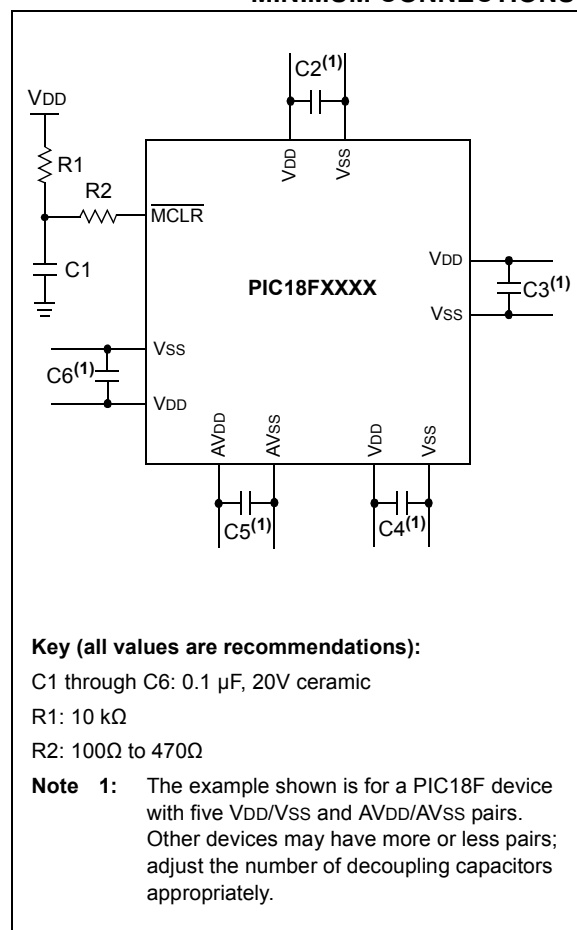 C2(1)
VDD
R1
R2
C1
VDD
VSS
MCLR
PIC18FXXXX
VDD
VSS
C3(1)
VSS
C6(1)
VDD
AVDD
AVSS
VDD
VSS
C5(1)
C4(1)
Key (all values are recommendations):
C1 through C6: 0.1 µF, 20V ceramic
R1: 10 kΩ
R2: 100Ω to 470Ω
Note 1: The example shown is for a PIC18F device
with five VDD/VSS and AVDD/AVSS pairs.
Other devices may have more or less pairs;
adjust the number of decoupling capacitors
appropriately.